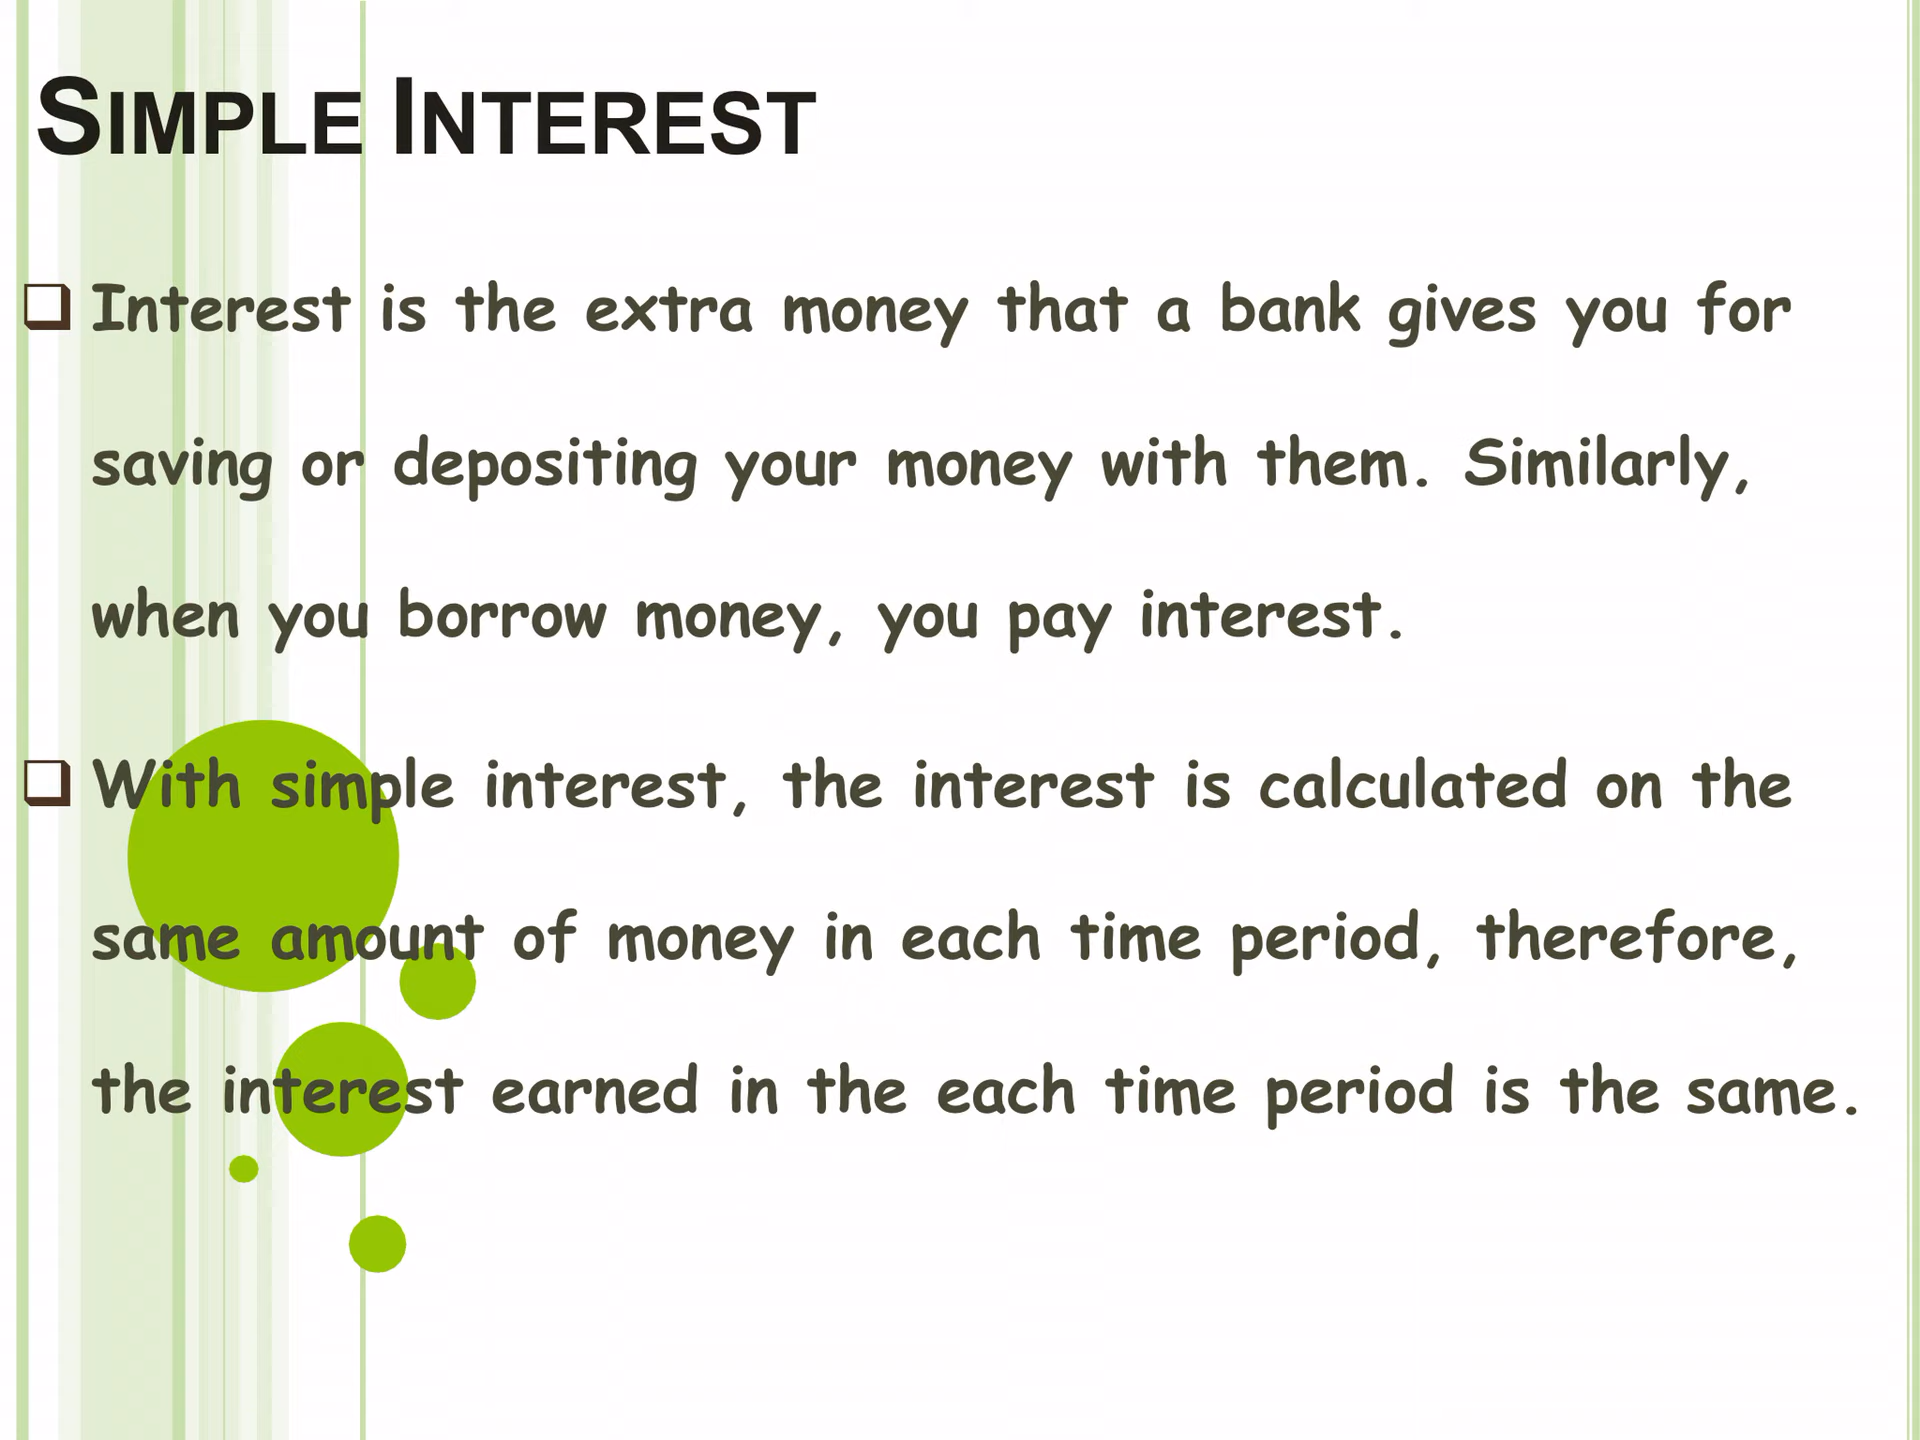 SIMPLE INTEREST
Interest is the extra money that a bank gives you for
saving or depositing your money with them. Similarly,
when you borrow money, you pay interest.
With simple interest, the interest is calculated on the
same amount of money in each time period, therefore,
the interest earned in the each time period is the same.